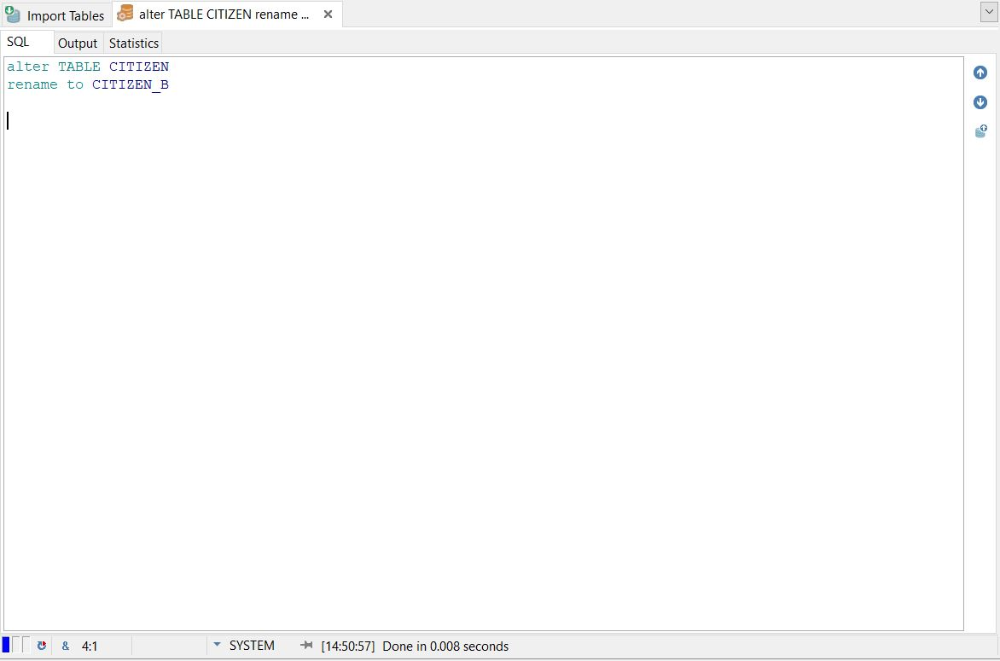 Import Tables
alter TABLE CITIZEN rename ...
SQL
Output
Statistics
alter TABLE CITIZEN
rename to CITIZEN_B
& 4:1 SYSTEM [14:50:57] Done in 0.008 seconds